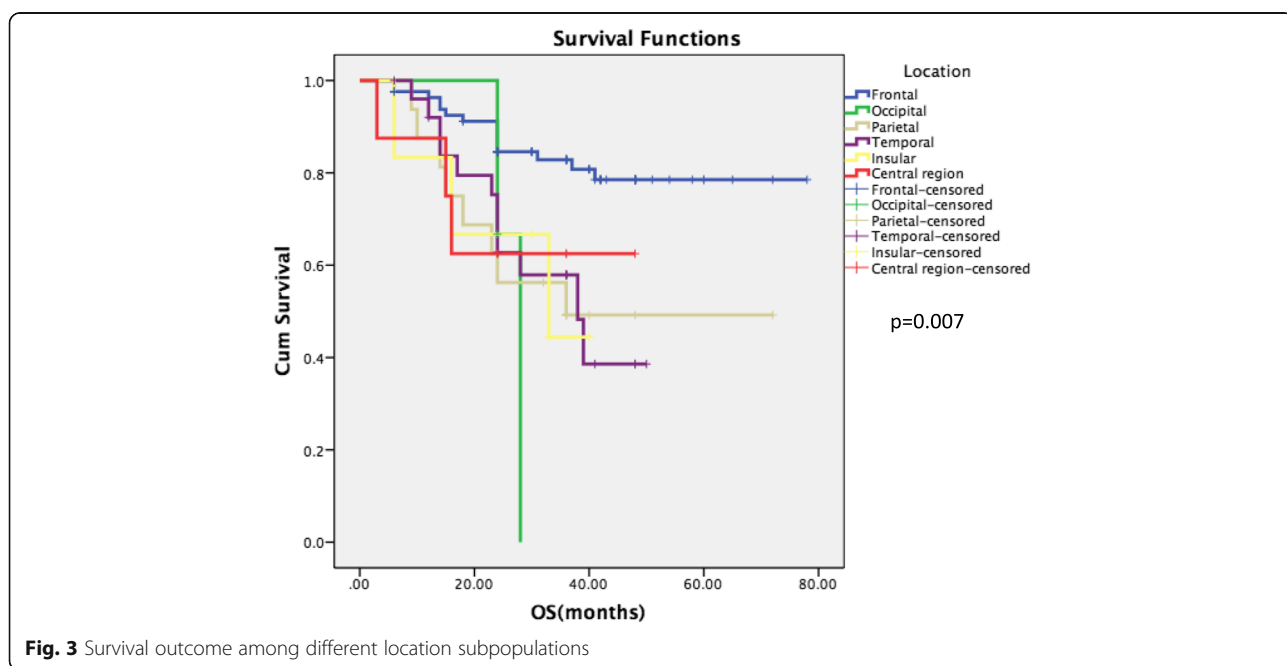 Survival Functions
Location
Frontal
Occipital
Parietal
Temporal
Insular
Central region
Frontal-censored
Occipital-censored
Parietal-censored
Temporal-censored
Insular-censored
Central region-censored
p=0.007
Cum Survival
1.0
0.8
0.6
0.4
0.2
0.0
.00 20.00 40.00 60.00 80.00
OS(months)
Fig. 3 Survival outcome among different location subpopulations